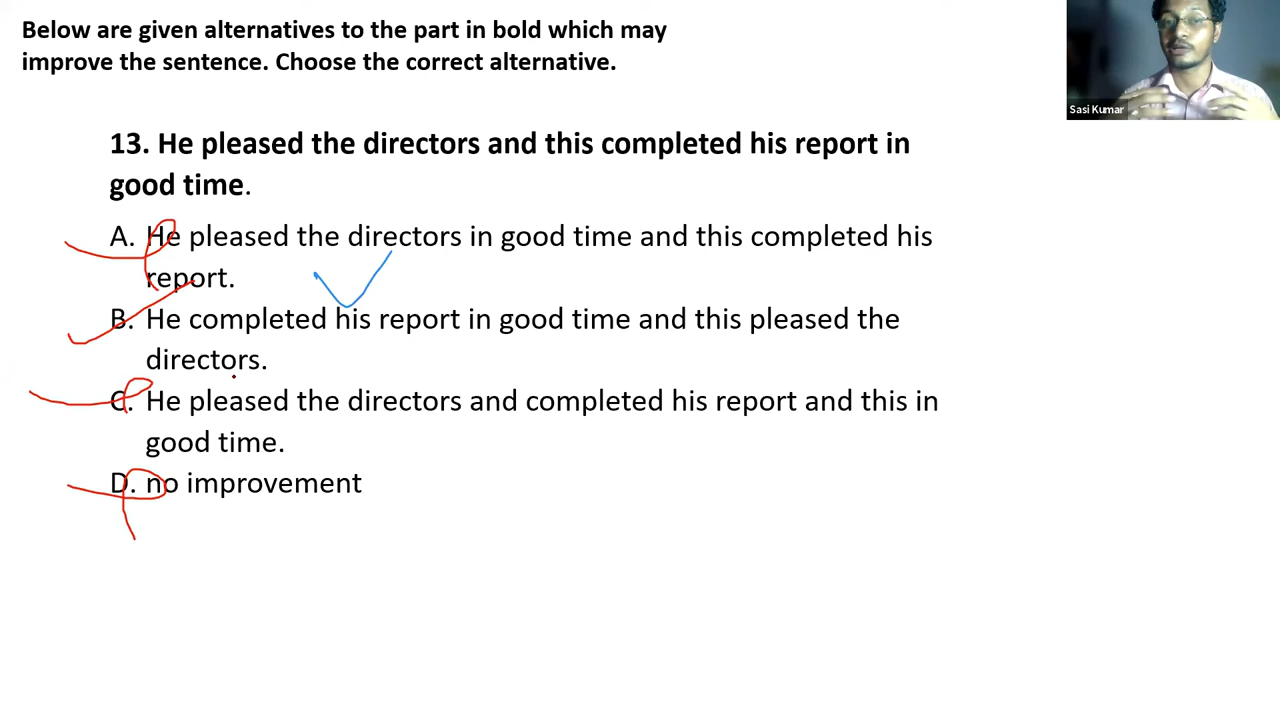 Below are given alternatives to the part in bold which may
improve the sentence. Choose the correct alternative.
Sasi Kumar
13. He pleased the directors and this completed his report in
good time.
A. He pleased the directors in good time and this completed his
report.
B. He completed his report in good time and this pleased the
directors.
C. He pleased the directors and completed his report and this in
good time.
D. no improvement